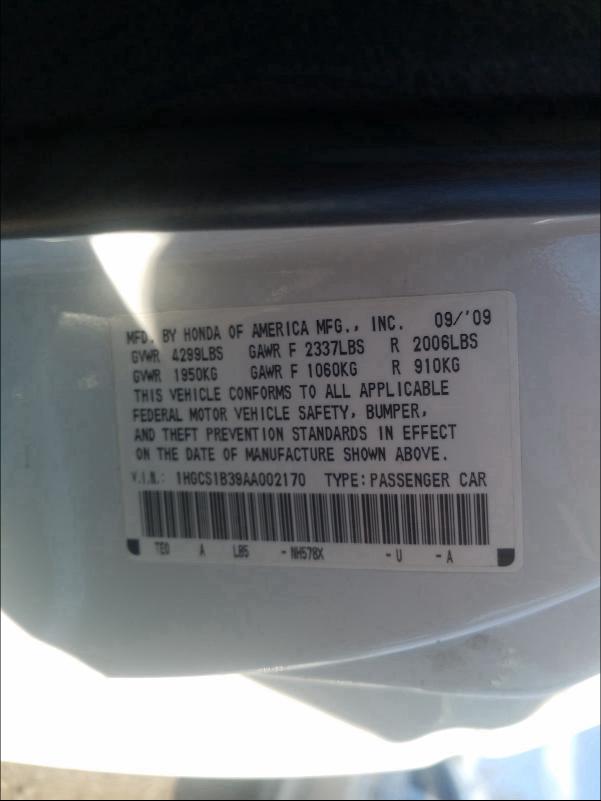 MFD. BY HONDA OF AMERICA MFG., INC. 09/'09
GVWR 4299LBS GAWR F 2337LBS R 2006LBS
GVWR 1950KG GAWR F 1060KG R 910KG
THIS VEHICLE CONFORMS TO ALL APPLICABLE
FEDERAL MOTOR VEHICLE SAFETY, BUMPER,
AND THEFT PREVENTION STANDARDS IN EFFECT
ON THE DATE OF MANUFACTURE SHOWN ABOVE.
V.I.N.: 1HGCS1B39AA002170 TYPE: PASSENGER CAR
TE0 A LB5 -NH578X -U -A